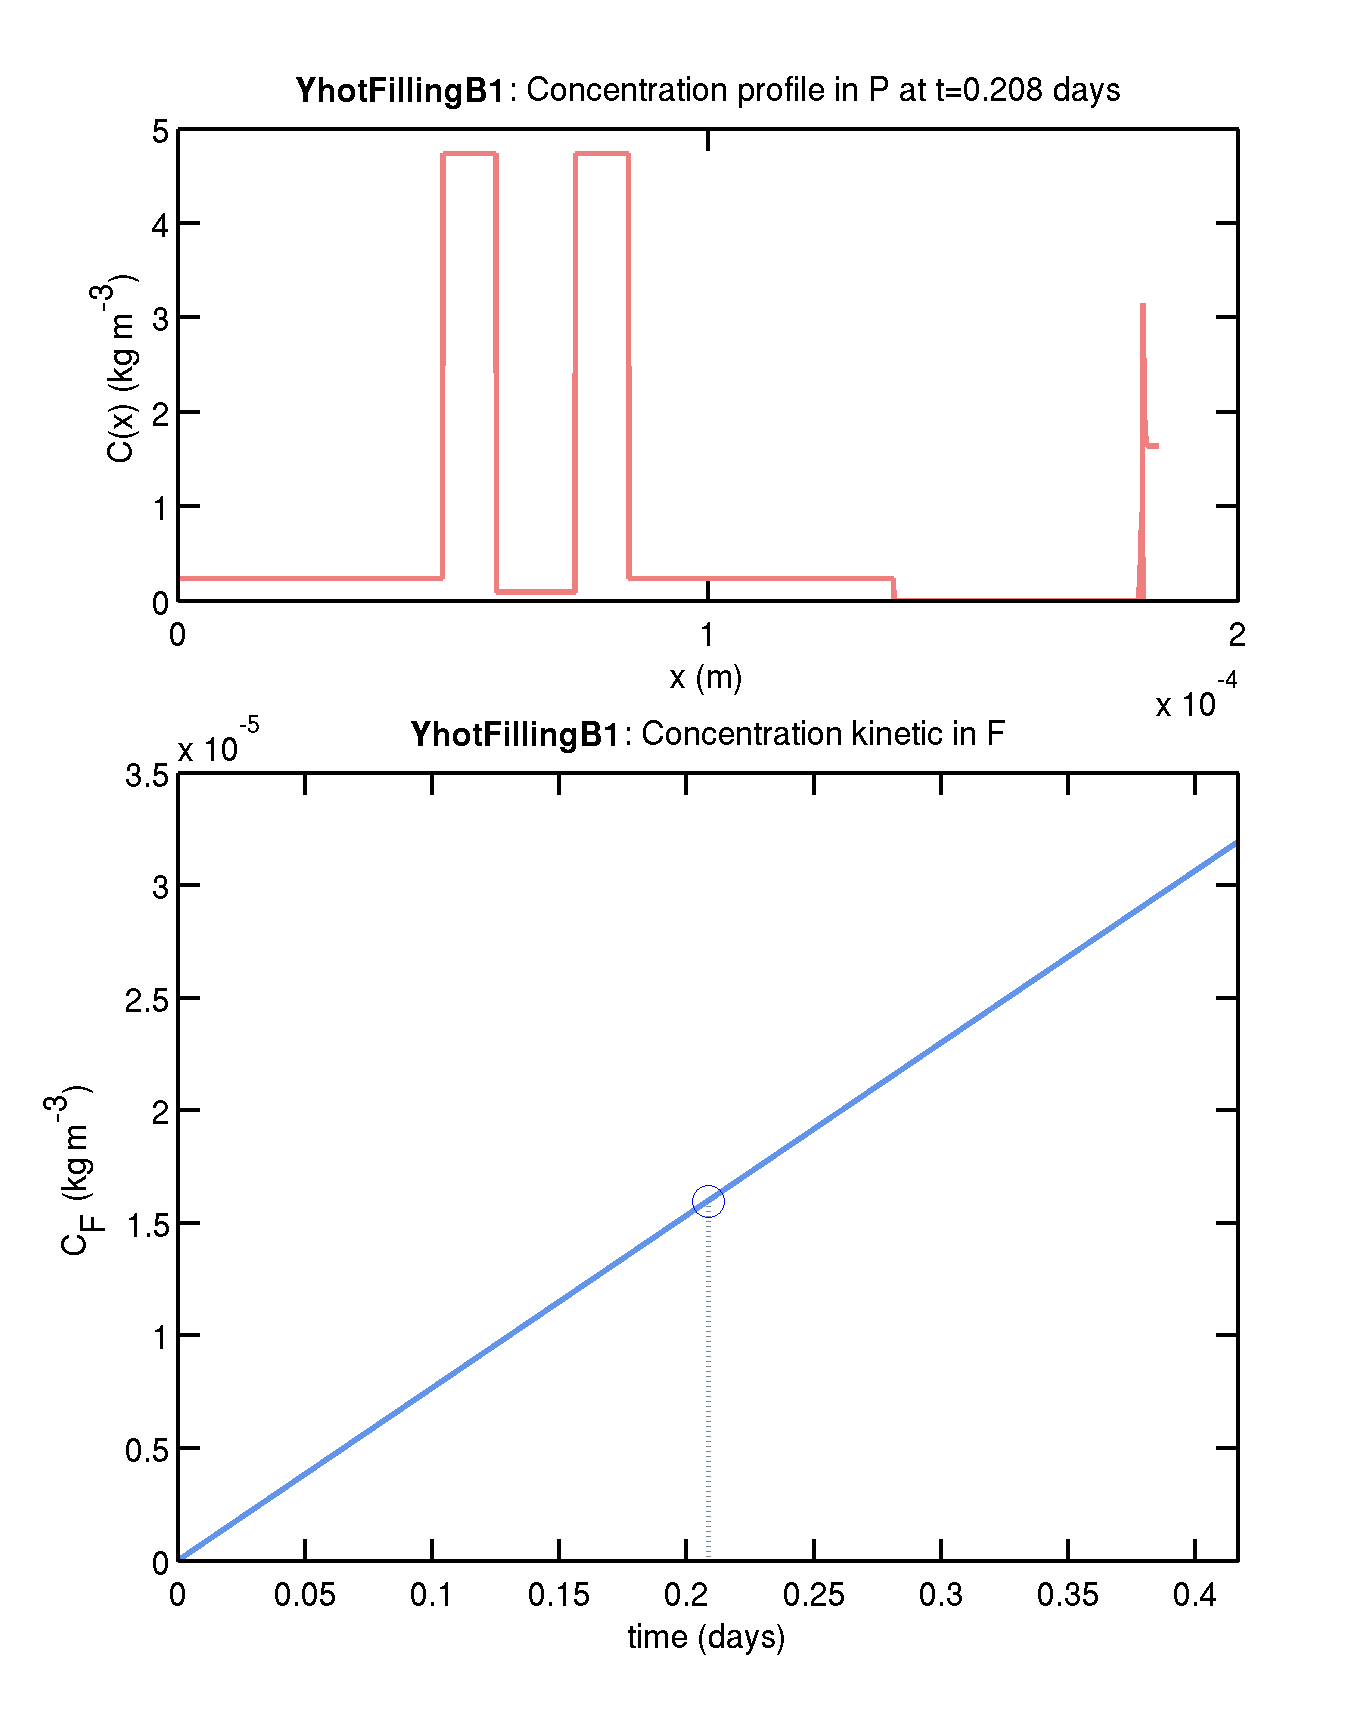 YhotFillingB1: Concentration profile in P at t=0.208 days
5
4
3
2
1
0
C(x) (kg m-3)
0 1 2
x (m)
x 10-4
x 10-5
YhotFillingB1: Concentration kinetic in F
3.5
3
2.5
2
1.5
1
0.5
0
CF (kg m-3)
0 0.05 0.1 0.15 0.2 0.25 0.3 0.35 0.4
time (days)